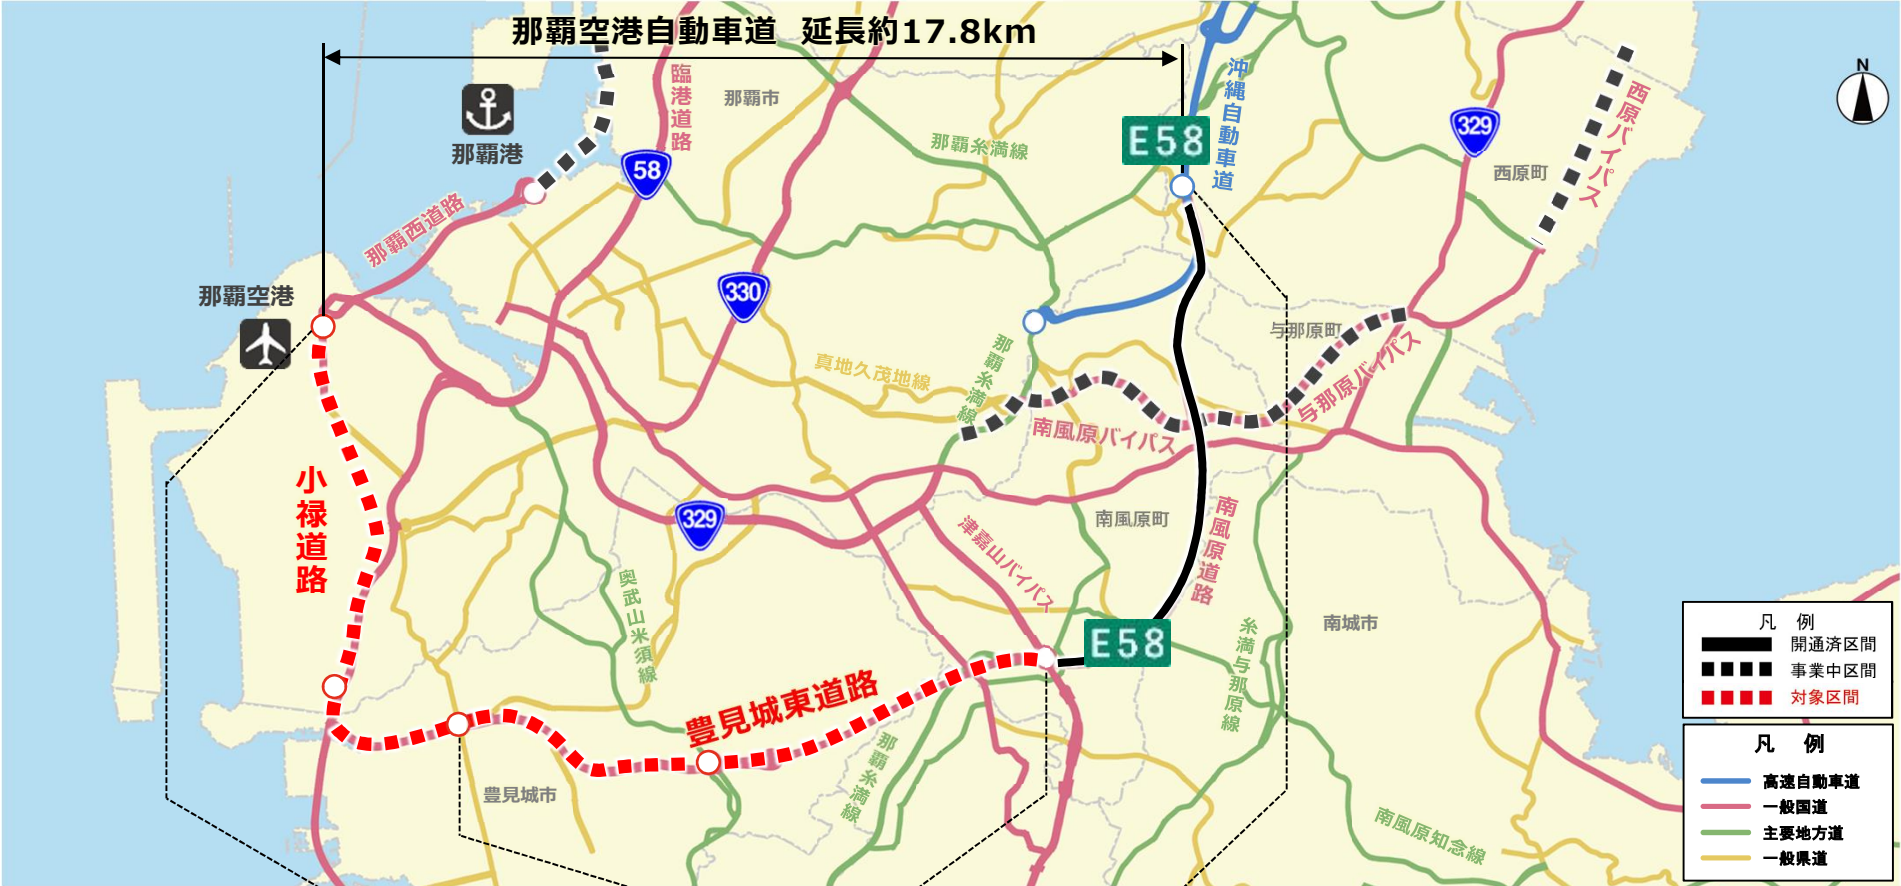 那覇空港自動車道 延長約17.8km
臨港道路
那覇市
那覇港
58
那覇糸満線
E58
沖縄自動車道
329
西原バイパス
西原町
N
那覇西道路
那覇空港
330
与那原町
与那原バイパス
真地久茂地線
那覇糸満線
南風原バイパス
小禄道路
329
津嘉山バイパス
南風原町
南風原道路
奥武山米須線
E58
糸満与那原線
南城市
豊見城東道路
那覇糸満線
豊見城市
南風原知念線
凡 例
開通済区間
事業中区間
対象区間
凡 例
高速自動車道
一般国道
主要地方道
一般県道